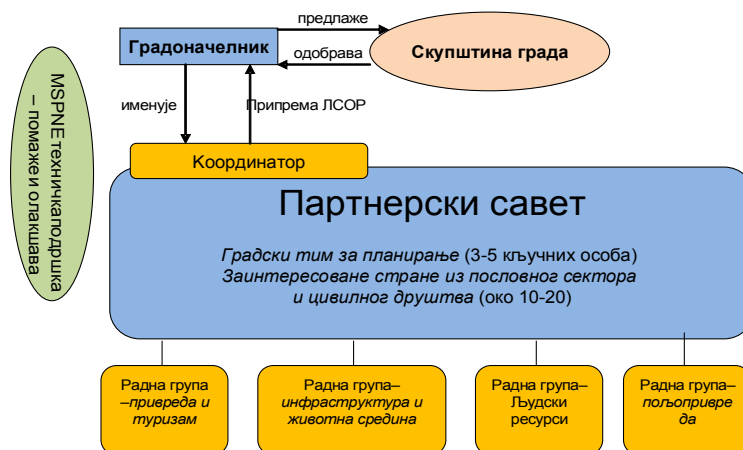 предлаже
Градоначелник
Скупштина града
одобрава
именује
Припрема ЛСОР
MSPNE техничка подршка
– помаже и олакшава
Координатор
Партнерски савет
Градски тим за планирање (3-5 кључних особа)
Заинтересоване стране из пословног сектора
и цивилног друштва (око 10-20)
Радна група
–привреда и
туризам
Радна група–
инфраструктура и
животна средина
Радна група–
Људски
ресурси
Радна група–
пољопривре
да